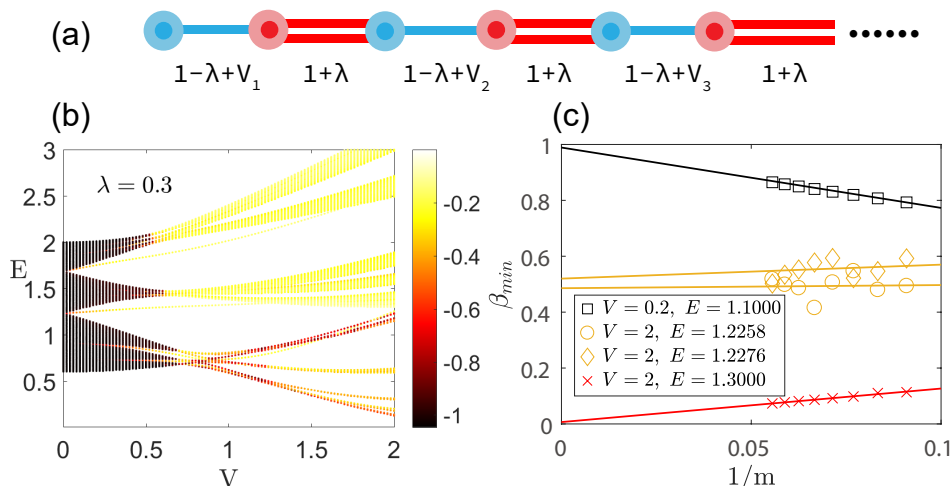 (a)
1−λ+V₁ 1+λ 1−λ+V₂ 1+λ 1−λ+V₃ 1+λ
(b)
3
2.5
2
E
1.5
1
0.5
λ = 0.3
0 0.5 1 1.5 2
V
-0.2
-0.4
-0.6
-0.8
-1
(c)
1
0.8
0.6
β_min
0.4
0.2
0
V = 0.2, E = 1.1000
V = 2, E = 1.2258
V = 2, E = 1.2276
V = 2, E = 1.3000
0 0.05 0.1
1/m